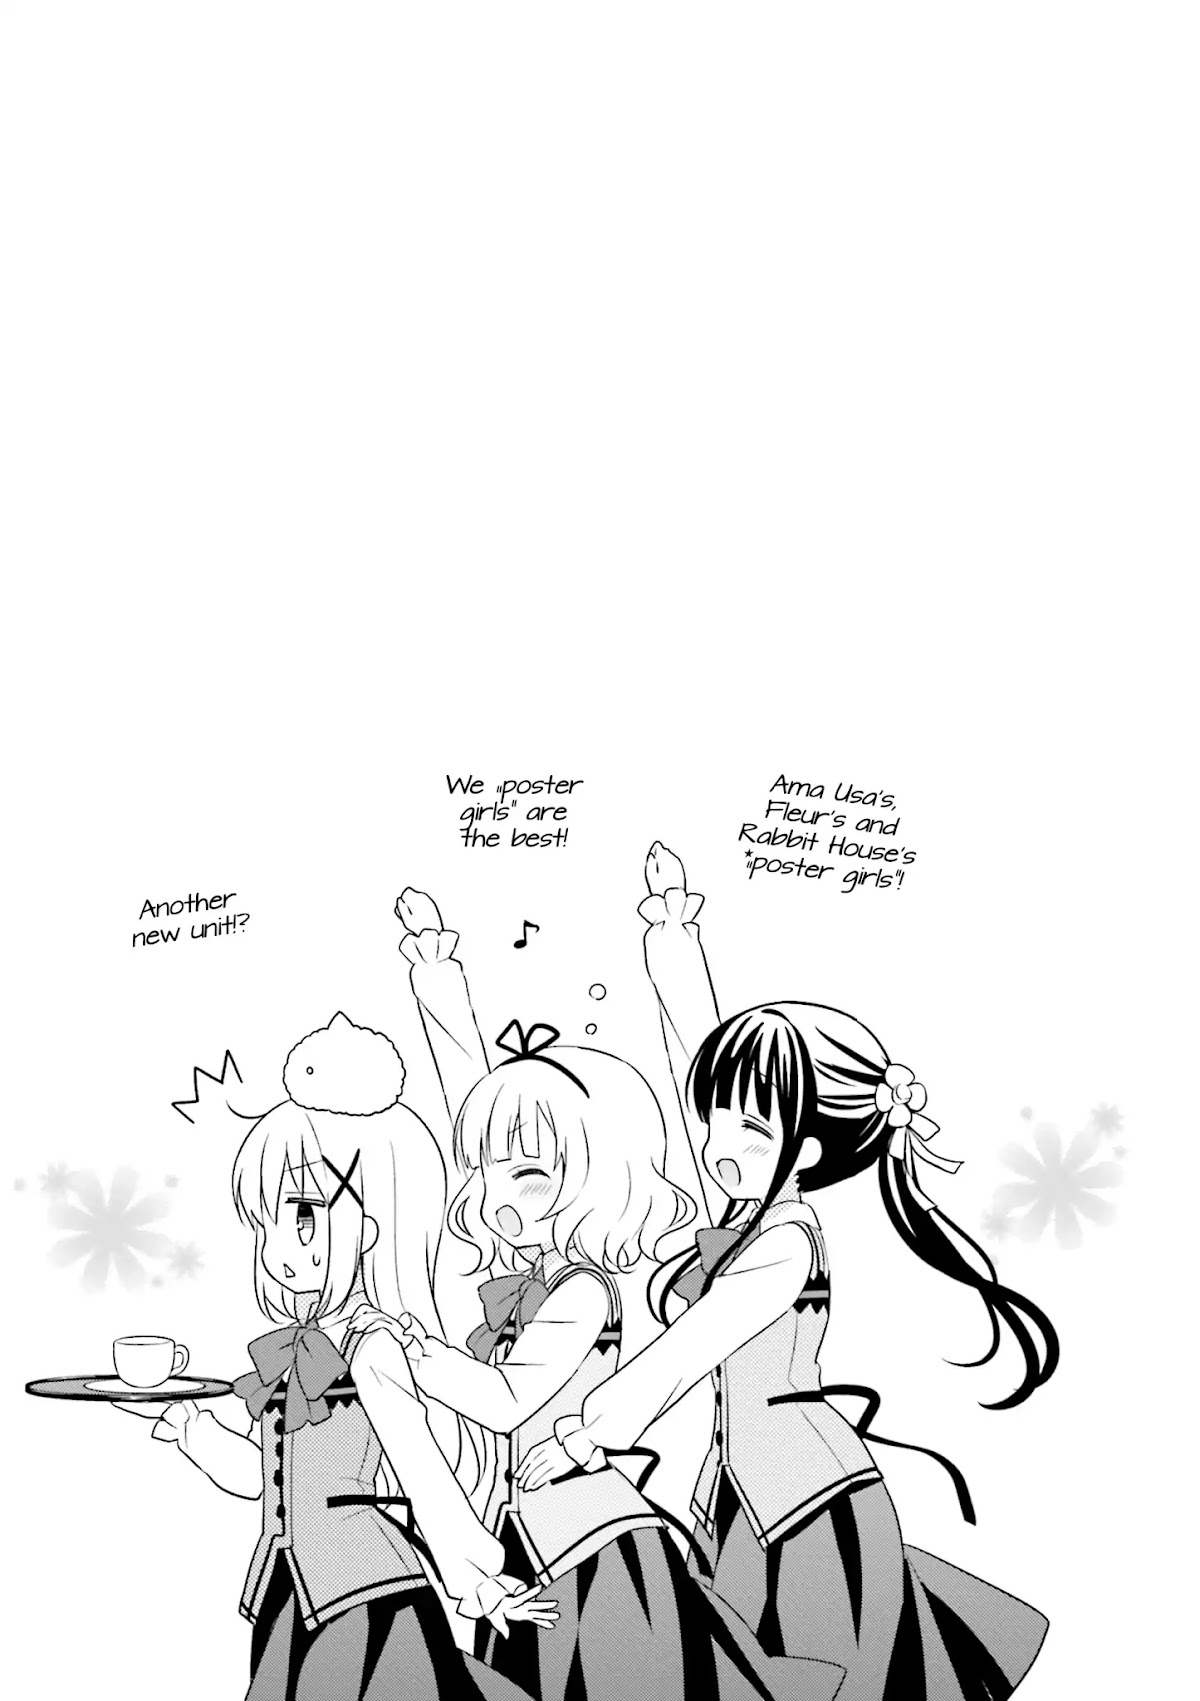 Ama Usa's,
Fleur's and
Rabbit House's
*"poster girls"!
We "poster
girls" are
the best!
Another
new unit!?